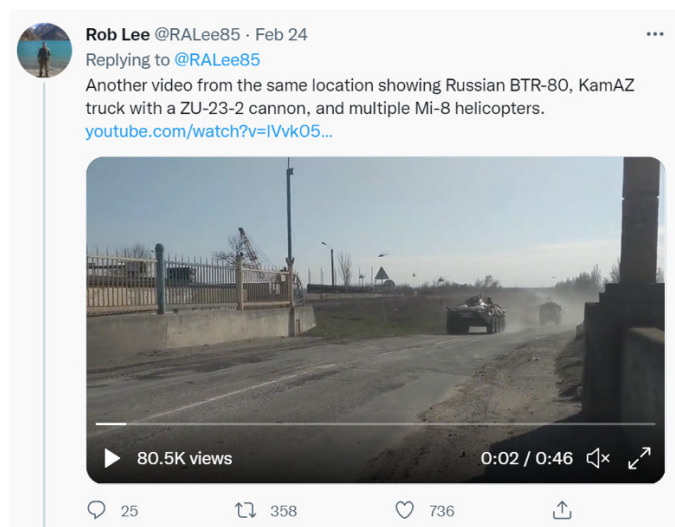 Rob Lee @RALee85 · Feb 24
Replying to @RALee85
Another video from the same location showing Russian BTR-80, KamAZ
truck with a ZU-23-2 cannon, and multiple Mi-8 helicopters.
youtube.com/watch?v=IVvk05...
80.5K views
0:02 / 0:46
25
358
736